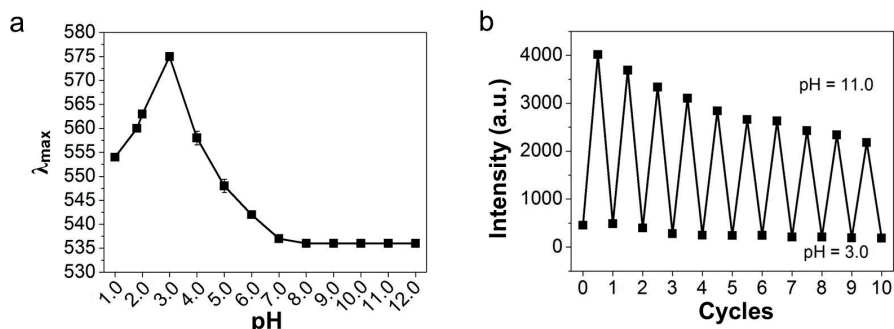 a
λmax
580
575
570
565
560
555
550
545
540
535
530
1.0 2.0 3.0 4.0 5.0 6.0 7.0 8.0 9.0 10.0 11.0 12.0
pH
b
Intensity (a.u.)
4000
3000
2000
1000
0
pH = 11.0
pH = 3.0
0 1 2 3 4 5 6 7 8 9 10
Cycles